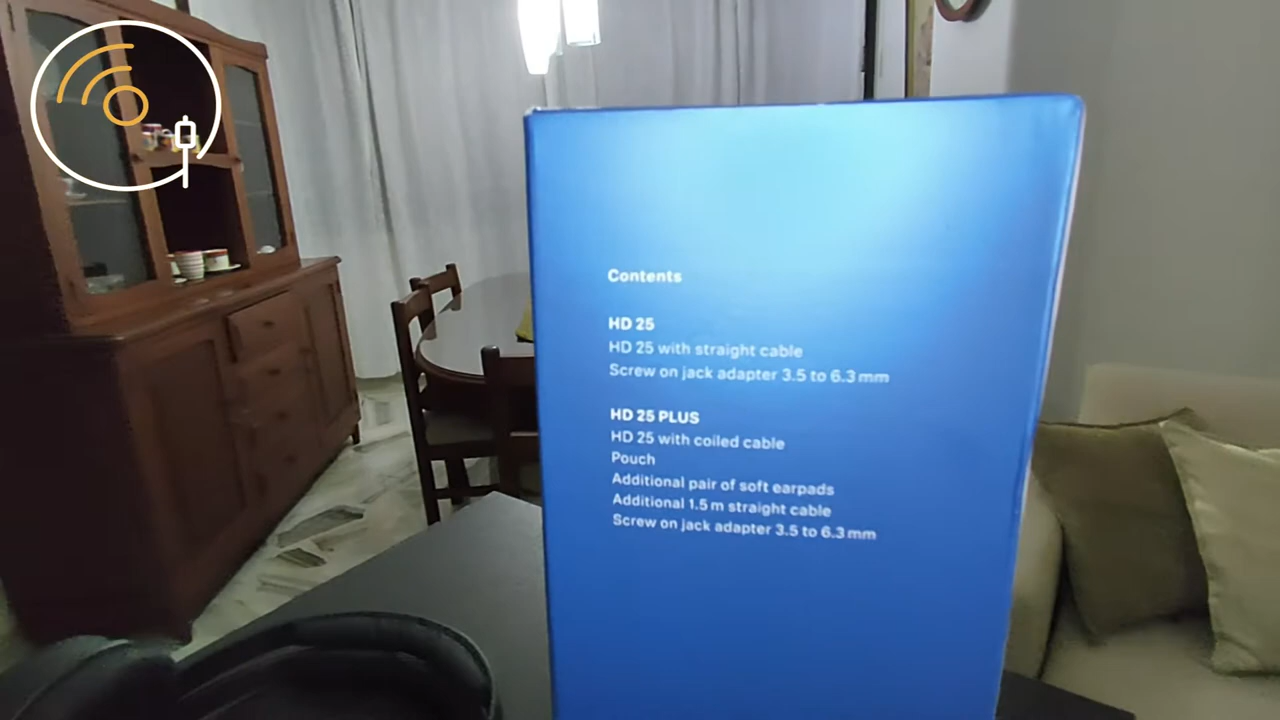 Contents
HD 25
HD 25 with straight cable
Screw on jack adapter 3.5 to 6.3 mm
HD 25 PLUS
HD 25 with coiled cable
Pouch
Additional pair of soft earpads
Additional 1.5 m straight cable
Screw on jack adapter 3.5 to 6.3 mm